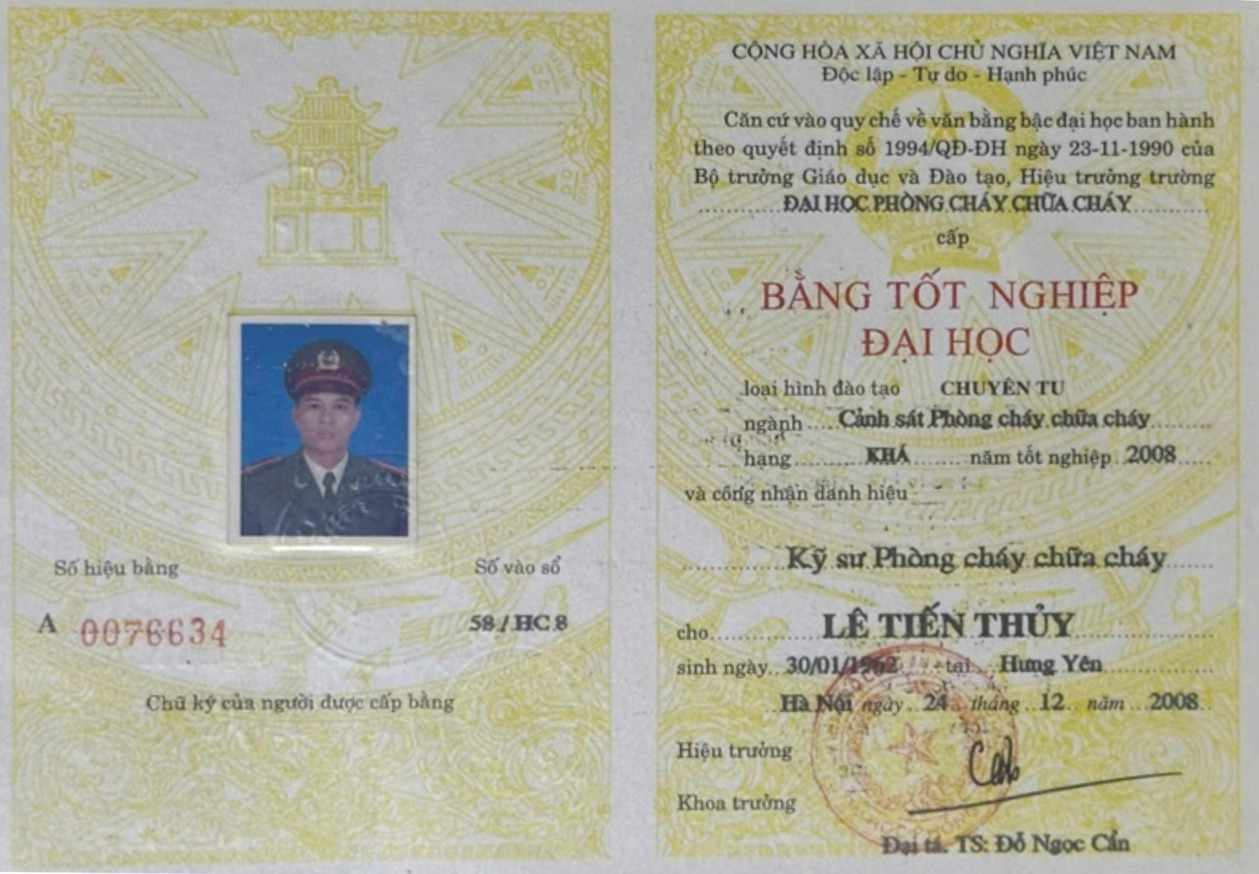 Số hiệu bằng
Số vào sổ
A 0076634
58 / HC 8
Chữ ký của người được cấp bằng
CỘNG HÒA XÃ HỘI CHỦ NGHĨA VIỆT NAM
Độc lập - Tự do - Hạnh phúc
Căn cứ vào quy chế về văn bằng bậc đại học ban hành
theo quyết định số 1994/QĐ-ĐH ngày 23-11-1990 của
Bộ trưởng Giáo dục và Đào tạo, Hiệu trưởng trường
ĐẠI HỌC PHÒNG CHÁY CHỮA CHÁY
cấp
BẰNG TỐT NGHIỆP
ĐẠI HỌC
loại hình đào tạo CHUYÊN TU
ngành Cảnh sát Phòng cháy chữa cháy
hạng KHÁ năm tốt nghiệp 2008
và công nhận danh hiệu
Kỹ sư Phòng cháy chữa cháy
cho LÊ TIẾN THỦY
sinh ngày 30/01/1962 tại Hưng Yên
Hà Nội ngày 24 tháng 12 năm 2008
Hiệu trưởng
Khoa trưởng
Đại tá. TS: Đỗ Ngọc Cẩn